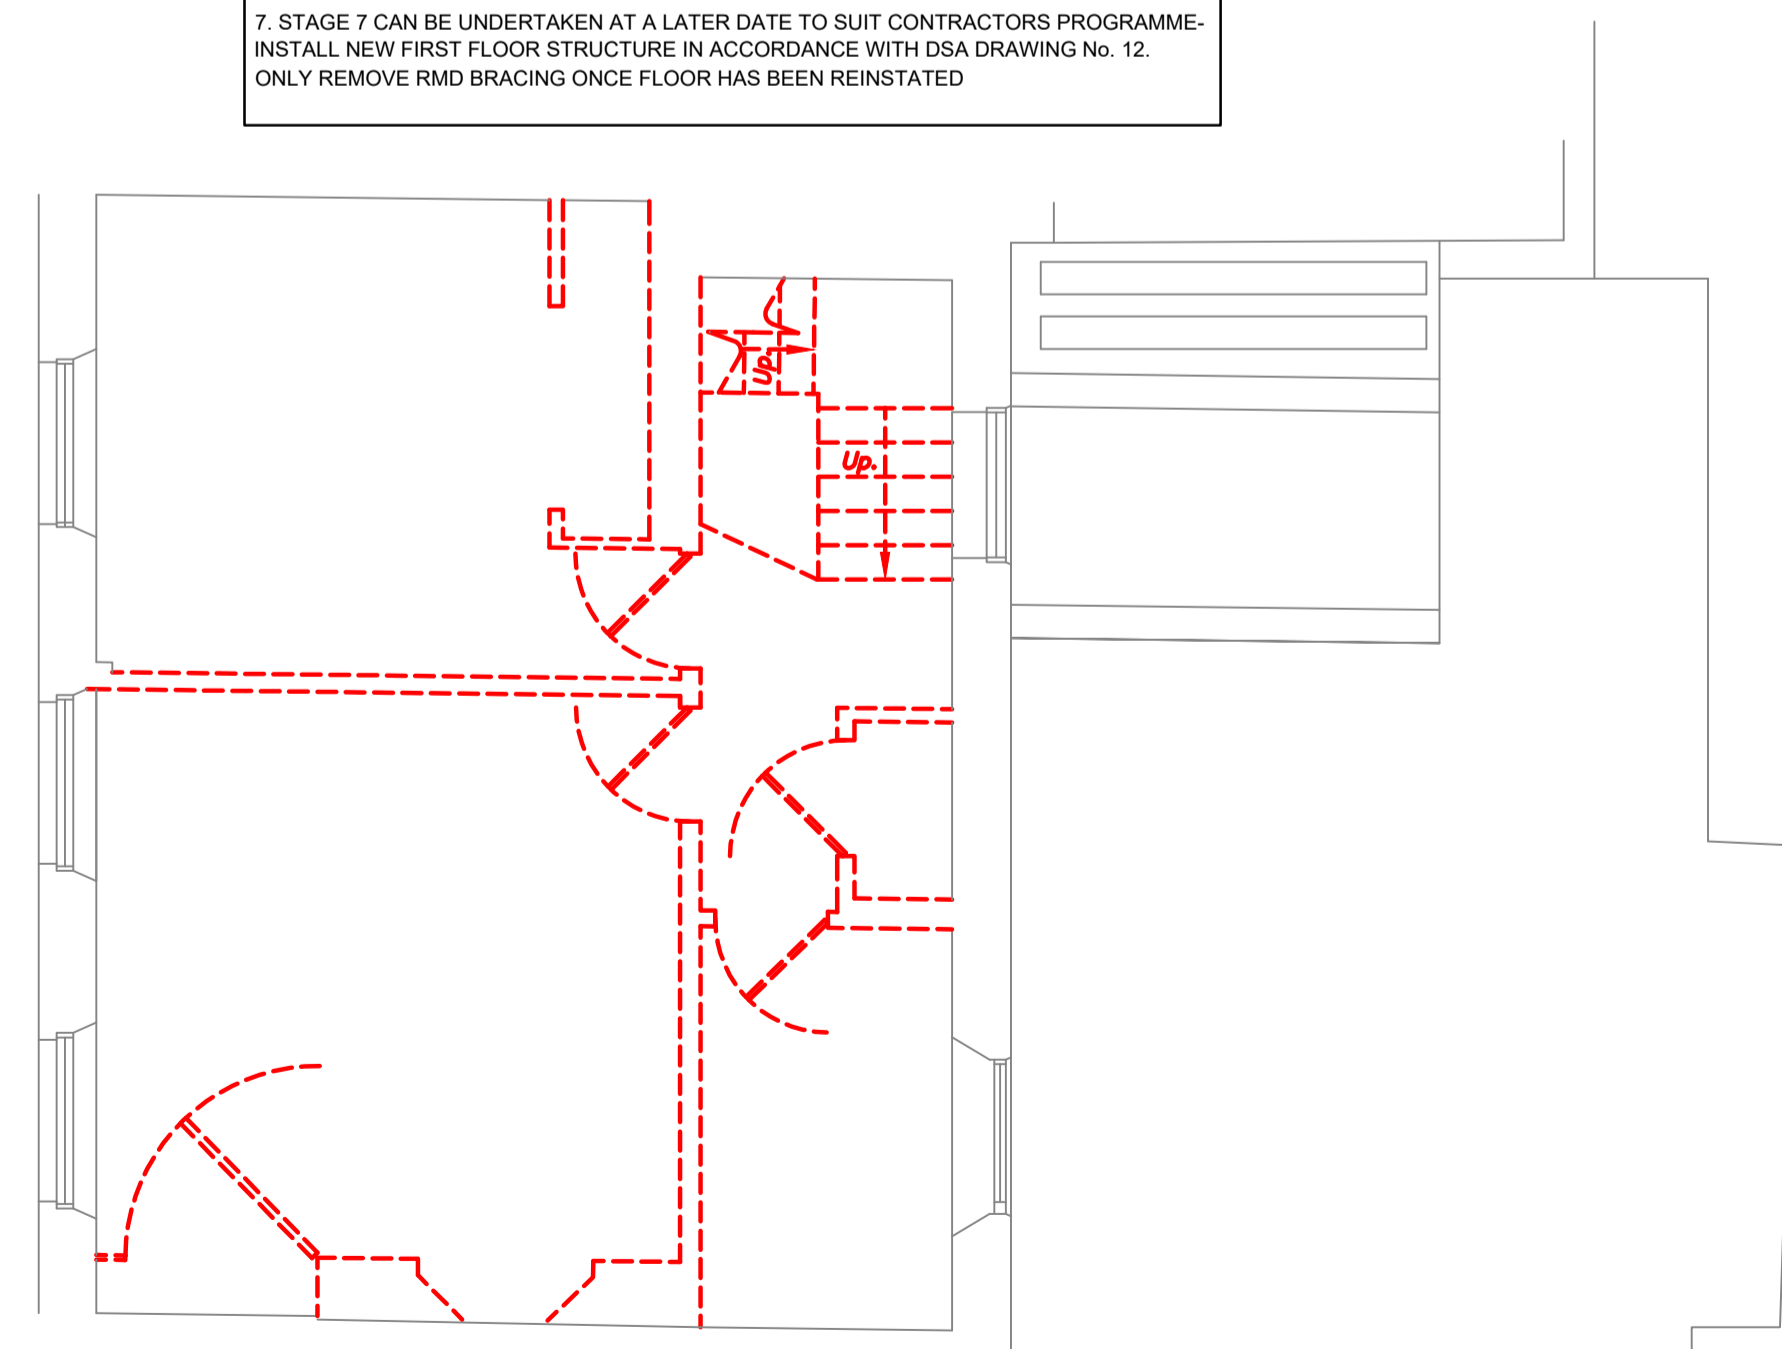 7. STAGE 7 CAN BE UNDERTAKEN AT A LATER DATE TO SUIT CONTRACTORS PROGRAMME-
INSTALL NEW FIRST FLOOR STRUCTURE IN ACCORDANCE WITH DSA DRAWING No. 12.
ONLY REMOVE RMD BRACING ONCE FLOOR HAS BEEN REINSTATED
Up.
Up.